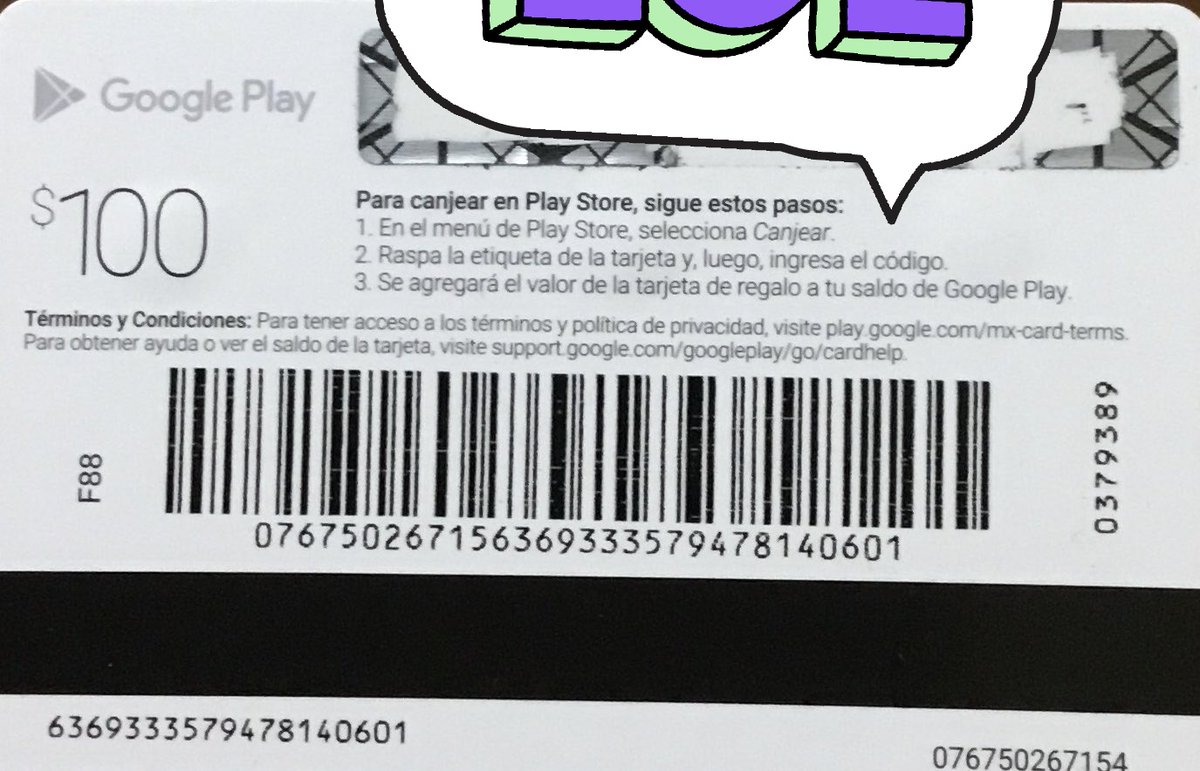 Google Play
$100
Para canjear en Play Store, sigue estos pasos:
1. En el menú de Play Store, selecciona Canjear.
2. Raspa la etiqueta de la tarjeta y, luego, ingresa el código.
3. Se agregará el valor de la tarjeta de regalo a tu saldo de Google Play.
Términos y Condiciones: Para tener acceso a los términos y política de privacidad, visite play.google.com/mx-card-terms.
Para obtener ayuda o ver el saldo de la tarjeta, visite support.google.com/googleplay/go/cardhelp.
F88
0379389
076750267156369333579478140601
6369333579478140601
076750267154